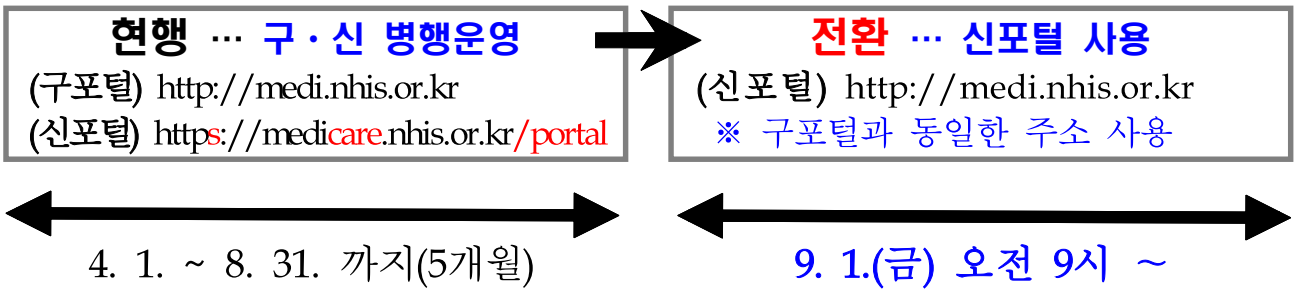 현행 … 구·신 병행운영
(구포털) http://medi.nhis.or.kr
(신포털) https://medicare.nhis.or.kr/portal
전환 … 신포털 사용
(신포털) http://medi.nhis.or.kr
※ 구포털과 동일한 주소 사용
4. 1. ~ 8. 31. 까지(5개월)
9. 1.(금) 오전 9시 ~